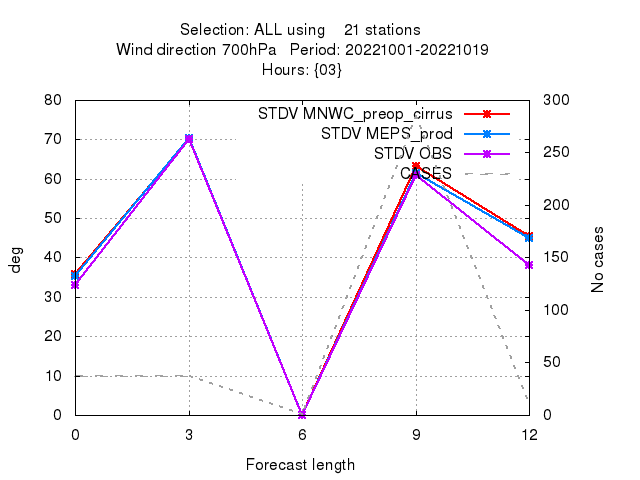 Selection: ALL using 21 stations
Wind direction 700hPa Period: 20221001-20221019
Hours: {03}
STDV MNWC_preop_cirrus
STDV MEPS_prod
STDV OBS
CASES
80
70
60
50
40
30
20
10
0
300
250
200
150
100
50
0
deg
No cases
0 3 6 9 12
Forecast length